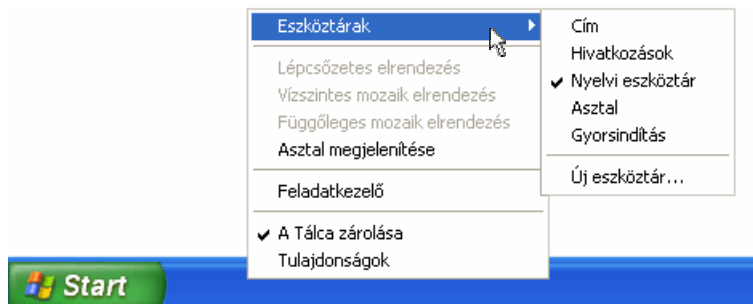 Eszköztárak
Lépcsőzetes elrendezés
Vízszintes mozaik elrendezés
Függőleges mozaik elrendezés
Asztal megjelenítése
Feladatkezelő
A Tálca zárolása
Tulajdonságok
Cím
Hivatkozások
Nyelvi eszköztár
Asztal
Gyorsindítás
Új eszköztár...
Start